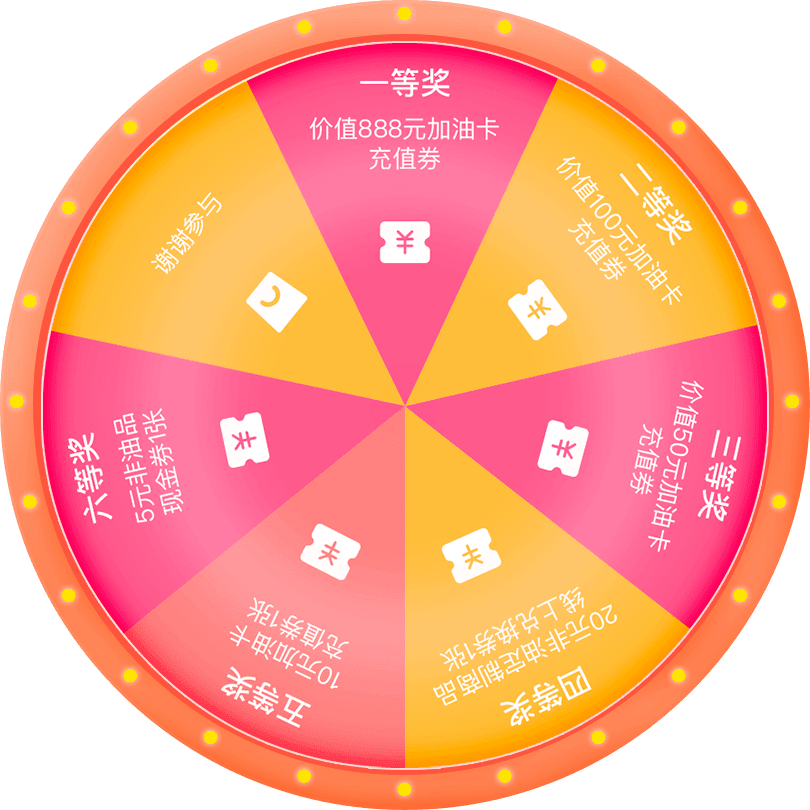 一等奖
价值888元加油卡
充值券
二等奖
价值100元加油卡
充值券
三等奖
价值50元加油卡
充值券
四等奖
20元非油定制商品
线上兑换券1张
五等奖
10元加油卡
充值券1张
六等奖
5元非油品
现金券1张
谢谢参与